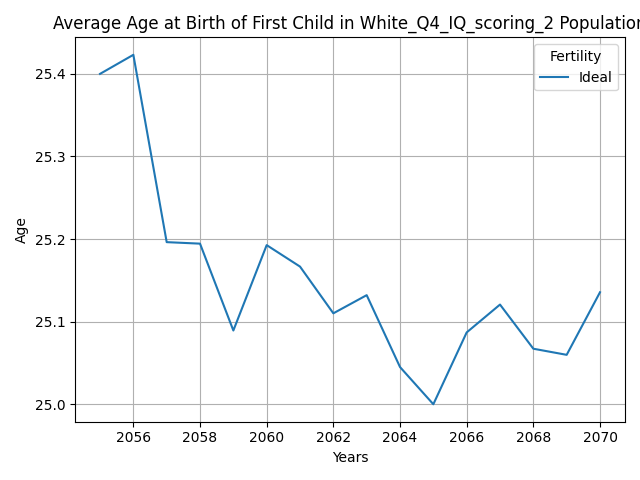 Average Age at Birth of First Child in White_Q4_IQ_scoring_2 Population
Fertility
Ideal
25.4
25.3
25.2
25.1
25.0
Age
2056 2058 2060 2062 2064 2066 2068 2070
Years